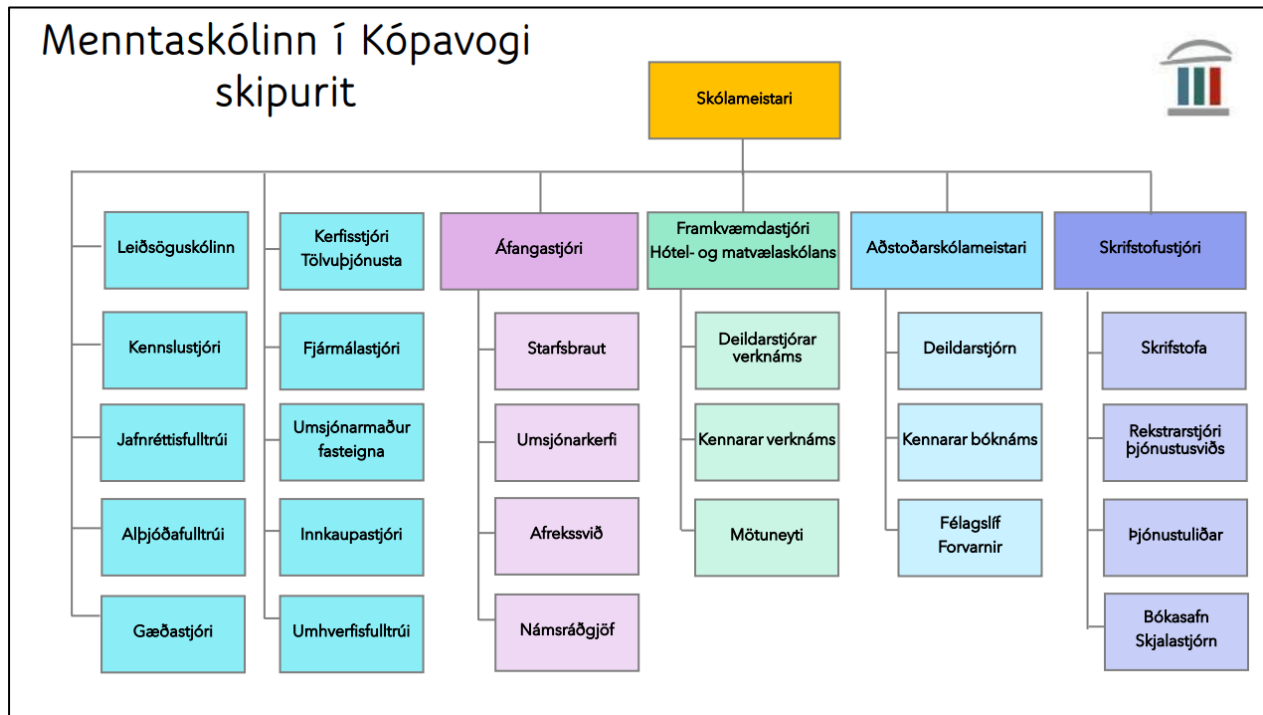 Menntaskólinn í Kópavogi
skipurit
Skólameistari
Leiðsöguskólinn
Kennslustjóri
Jafnréttisfulltrúi
Alþjóðafulltrúi
Gæðastjóri
Kerfisstjóri
Tölvuþjónusta
Fjármálastjóri
Umsjónarmaður
fasteigna
Innkaupastjóri
Umhverfisfulltrúi
Áfangastjóri
Starfsbraut
Umsjónarkerfi
Afrekssvið
Námsráðgjöf
Framkvæmdastjóri
Hótel- og matvælaskólans
Deildarstjórar
verknáms
Kennarar verknáms
Mötuneyti
Aðstoðarskólameistari
Deildarstjórn
Kennarar bóknáms
Félagslíf
Forvarnir
Skrifstofustjóri
Skrifstofa
Rekstrarstjóri
þjónustusviðs
Þjónustuliðar
Bókasafn
Skjalastjórn